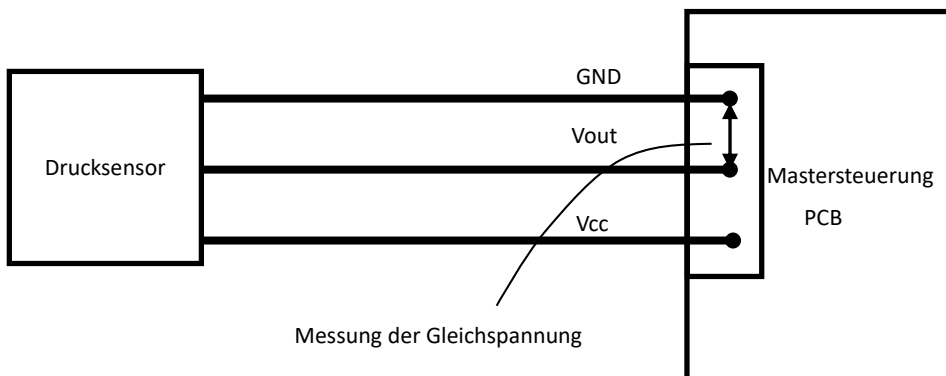 GND
Vout
Drucksensor
Mastersteuerung
PCB
Vcc
Messung der Gleichspannung